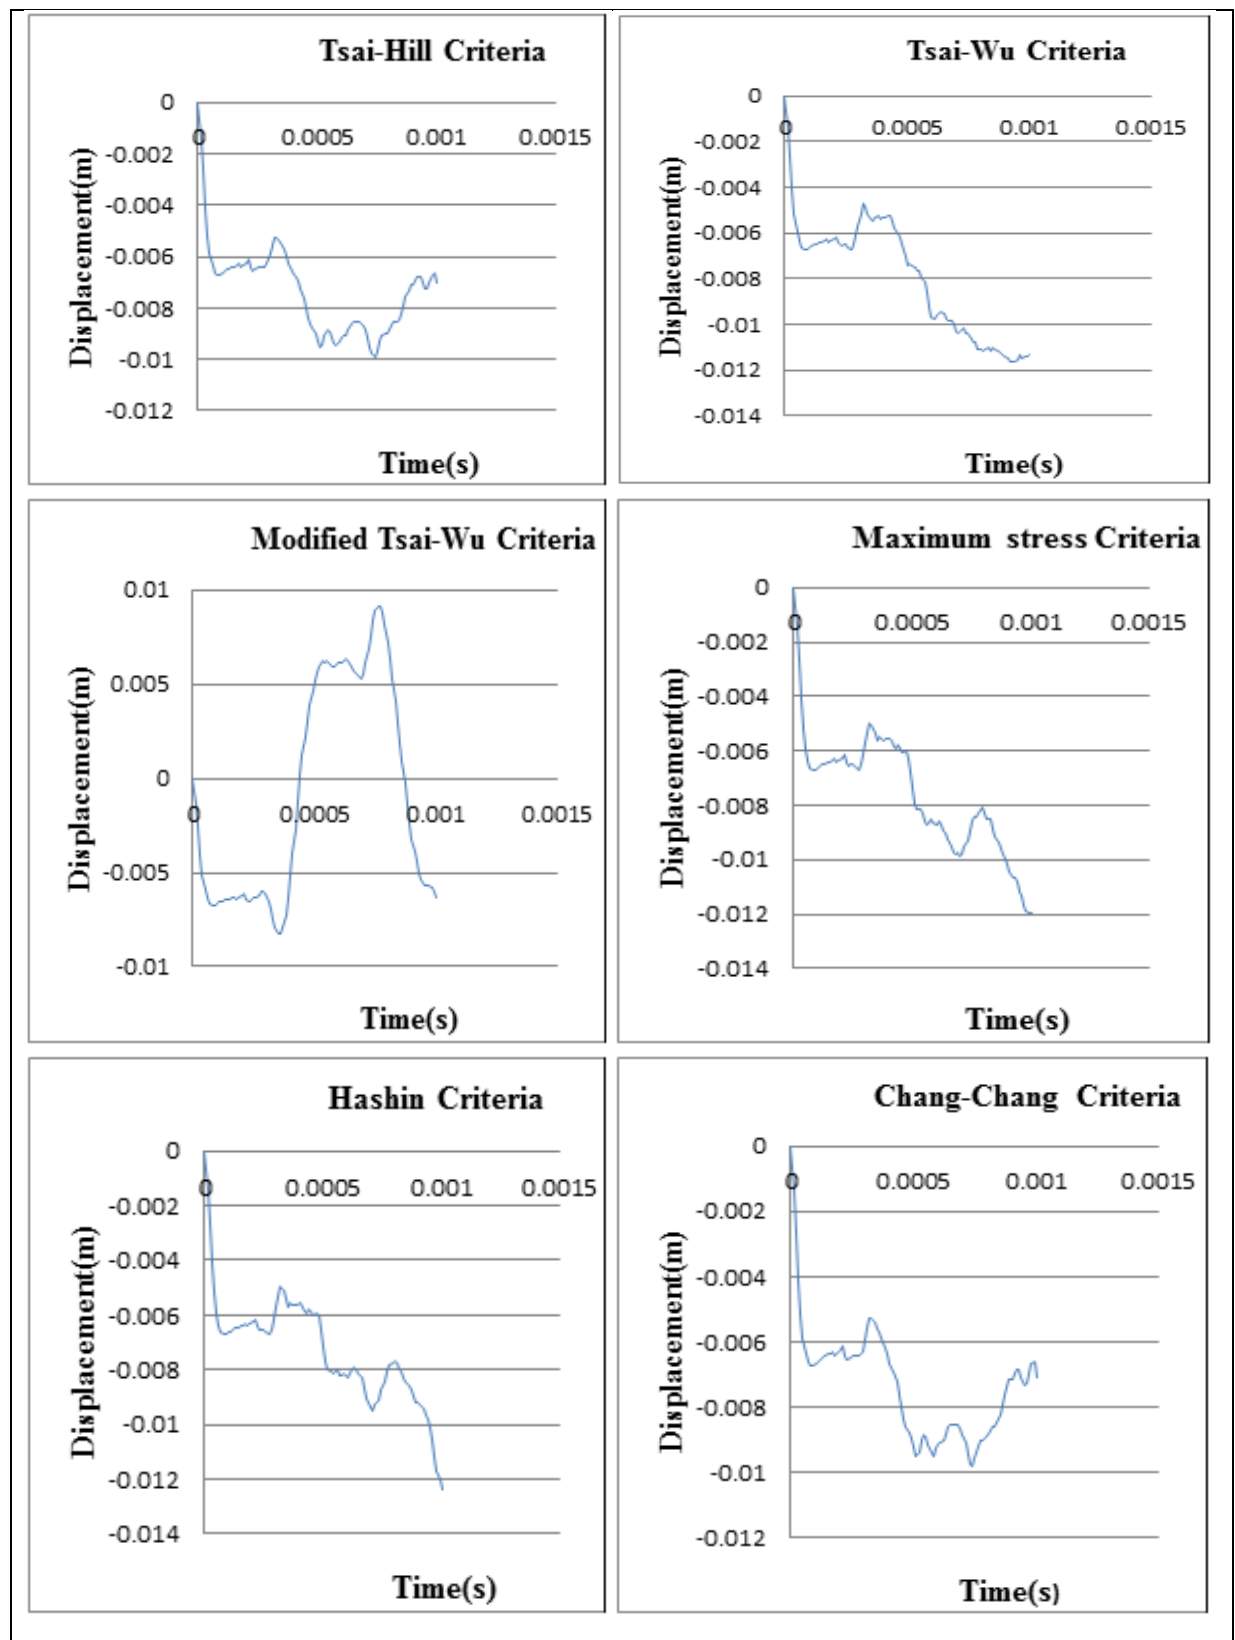 Tsai-Hill Criteria
0
0 0.0005 0.001 0.0015
-0.002
-0.004
-0.006
-0.008
-0.01
-0.012
Displacement(m)
Time(s)
Tsai-Wu Criteria
0
0 0.0005 0.001 0.0015
-0.002
-0.004
-0.006
-0.008
-0.01
-0.012
-0.014
Displacement(m)
Time(s)
Modified Tsai-Wu Criteria
0.01
0.005
0
0 0.0005 0.001 0.0015
-0.005
-0.01
Displacement(m)
Time(s)
Maximum stress Criteria
0
0 0.0005 0.001 0.0015
-0.002
-0.004
-0.006
-0.008
-0.01
-0.012
-0.014
Displacement(m)
Time(s)
Hashin Criteria
0
0 0.0005 0.001 0.0015
-0.002
-0.004
-0.006
-0.008
-0.01
-0.012
-0.014
Displacement(m)
Time(s)
Chang-Chang Criteria
0
0 0.0005 0.001 0.0015
-0.002
-0.004
-0.006
-0.008
-0.01
-0.012
Displacement(m)
Time(s)